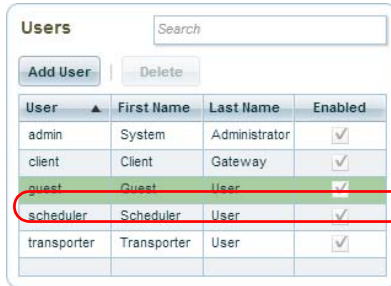 Users
Search
Add User
Delete
User First Name Last Name Enabled
admin System Administrator
client Client Gateway
guest Guest User
scheduler Scheduler User
transporter Transporter User